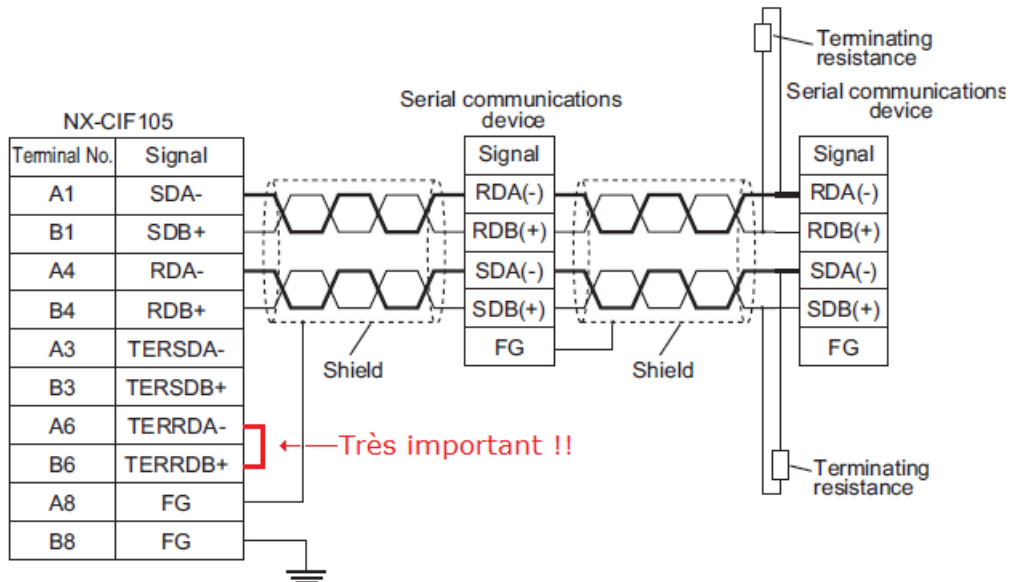 Terminating
resistance
Serial communications
device
Serial communications
device
NX-CIF105
Terminal No. Signal
A1 SDA-
B1 SDB+
A4 RDA-
B4 RDB+
A3 TERSDA-
B3 TERSDB+
A6 TERRDA-
B6 TERRDB+
A8 FG
B8 FG
Signal
RDA(-)
RDB(+)
SDA(-)
SDB(+)
FG
Signal
RDA(-)
RDB(+)
SDA(-)
SDB(+)
FG
Shield
Shield
Très important !!
Terminating
resistance